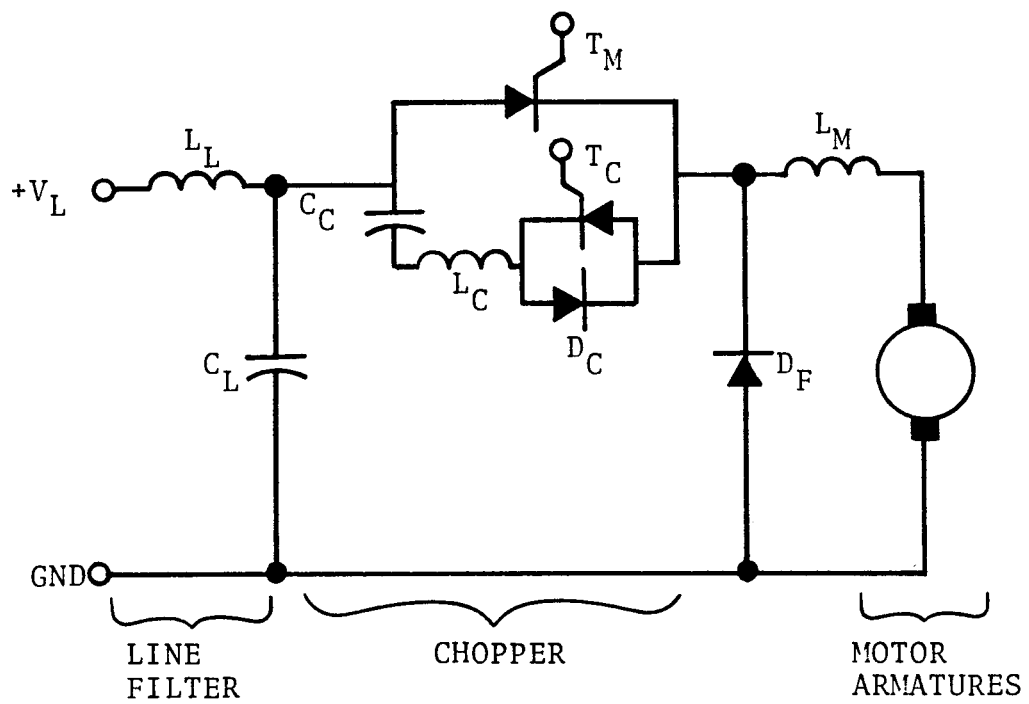 T_M
T_C
L_L
+V_L
C_C
L_C
D_C
L_M
C_L
D_F
GND
LINE
FILTER
CHOPPER
MOTOR
ARMATURES